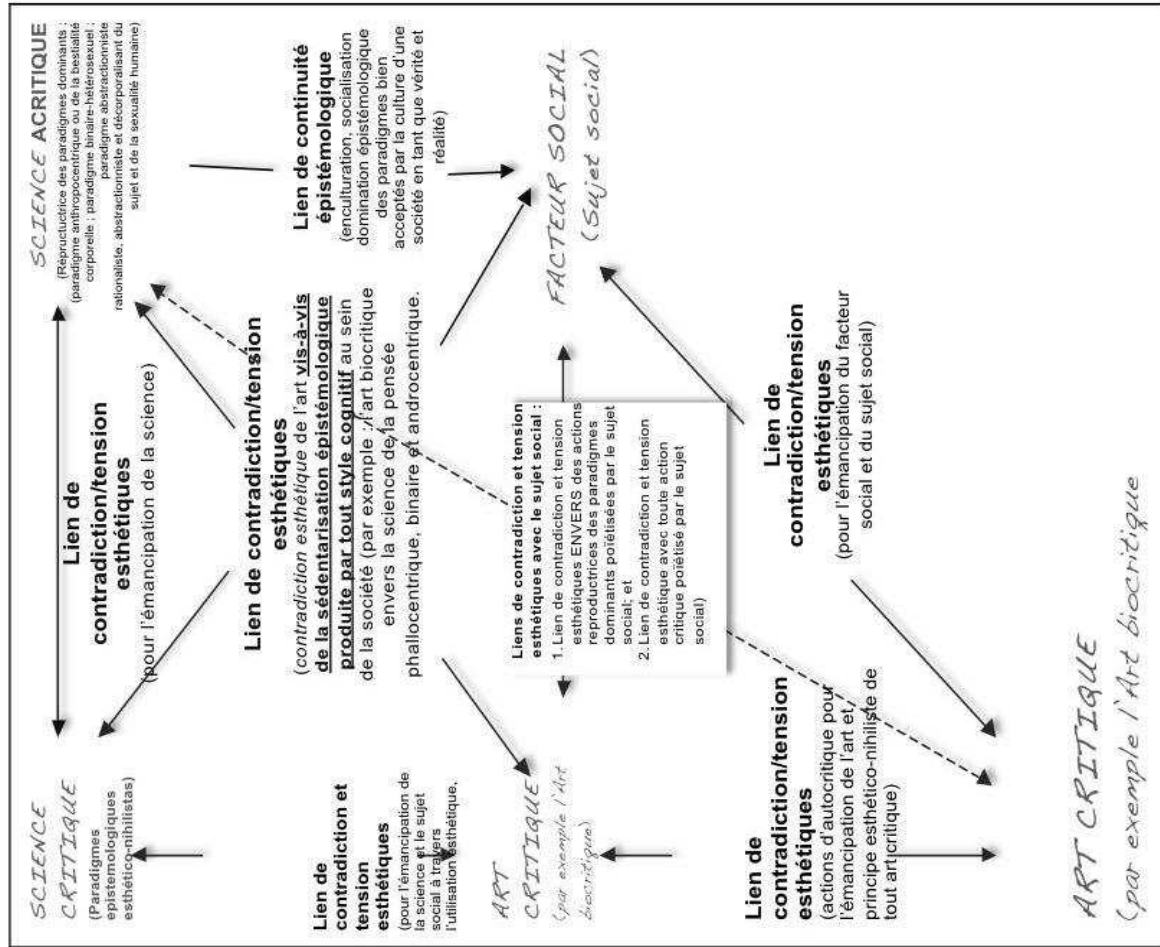 SCIENCE
CRITIQUE
(Paradigmes
epistemologiques
esthético-nihilistas)
Lien de
contradiction/tension
esthétiques
(pour l'émancipation de la science)
SCIENCE ACRITIQUE
(Répructuctrice des paradigmes dominants :
(paradigme anthropocentrique ou de la bestialité
corporelle ; paradigme binaire-hétérosexuel ;
paradigme abstractionniste
rationaliste, abstractionniste et décorporalisant du
sujet et de la sexualité humaine)
Lien de contradiction/tension
esthétiques
(contradiction esthétique de l'art vis-à-vis
de la sédentarisation épistémologique
produite par tout style cognitif au sein
de la société (par exemple : l'art biocritique
envers la science de la pensée
phallocentrique, binaire et androcentrique.
Lien de continuité
épistémologique
(enculturation, socialisation
domination épistémologique
des paradigmes bien
acceptés par la culture d'une
société en tant que vérité et
réalité)
Lien de
contradiction et
tension
esthétiques
(pour l'émancipation de
la science et le sujet
social à travers
l'utilisation esthétique,
ART
CRITIQUE
(par exemple l'Art
biocritique)
Liens de contradiction et tension
esthétiques avec le sujet social :
1. Lien de contradiction et tension
esthétiques ENVERS des actions
reproductrices des paradigmes
dominants poïétisées par le sujet
social; et
2. Lien de contradiction et tension
esthétique avec toute action
critique poïétisé par le sujet
social)
FACTEUR SOCIAL
(Sujet social)
Lien de
contradiction/tension
esthétiques
(actions d'autocritique pour
l'émancipation de l'art et
principe esthético-nihiliste de
tout artcritique)
Lien de
contradiction/tension
esthétiques
(pour l'émancipation du facteur
social et du sujet social)
ART CRITIQUE
(par exemple l'Art biocritique